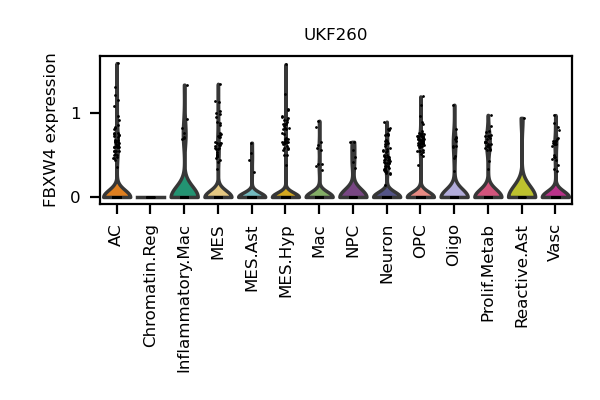 UKF260
FBXW4 expression
1
0
AC
Chromatin.Reg
Inflammatory.Mac
MES
MES.Ast
MES.Hyp
Mac
NPC
Neuron
OPC
Oligo
Prolif.Metab
Reactive.Ast
Vasc